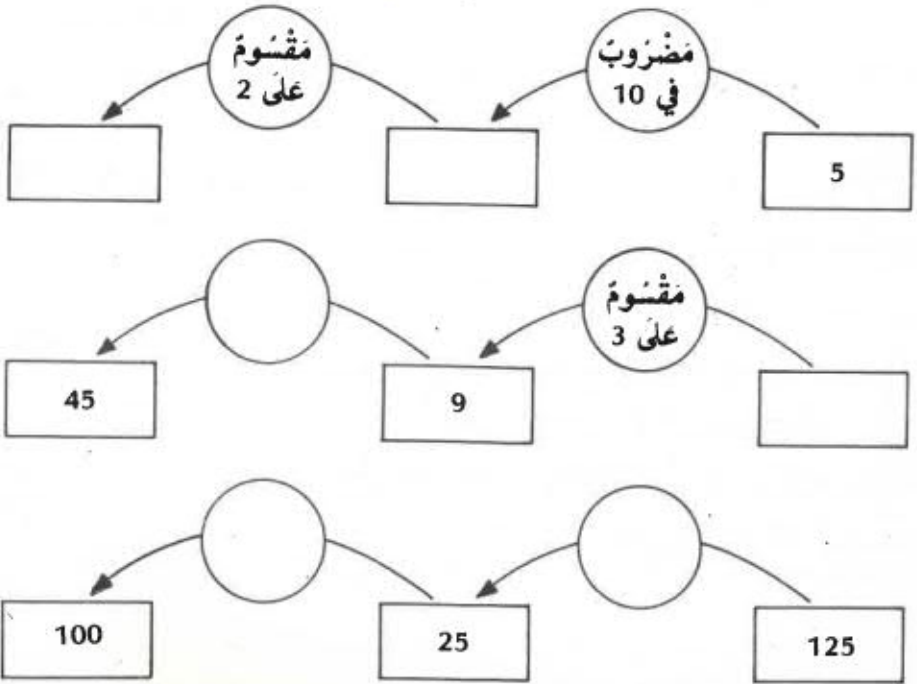 مَضْرُوبٌ
في 10
مَقْسُومٌ
عَلَى 2
5
مَقْسُومٌ
عَلَى 3
9
45
125
25
100